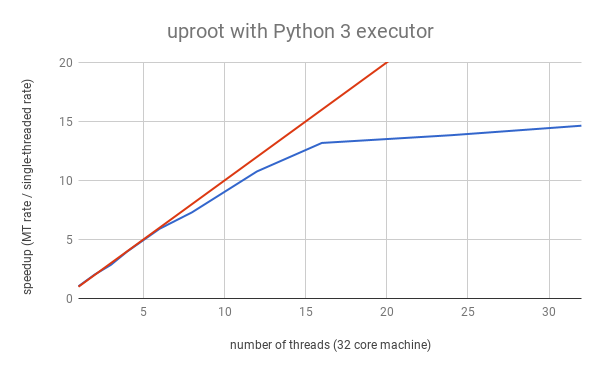 uproot with Python 3 executor
speedup (MT rate / single-threaded rate)
20
15
10
5
0
5 10 15 20 25 30
number of threads (32 core machine)